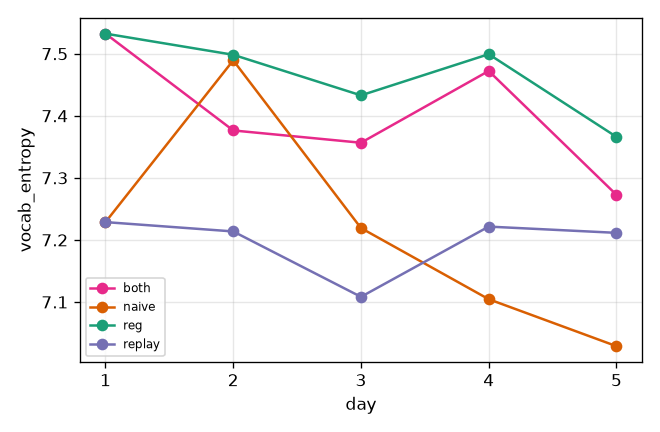 7.5
7.4
7.3
7.2
7.1
vocab_entropy
both
naive
reg
replay
1 2 3 4 5
day